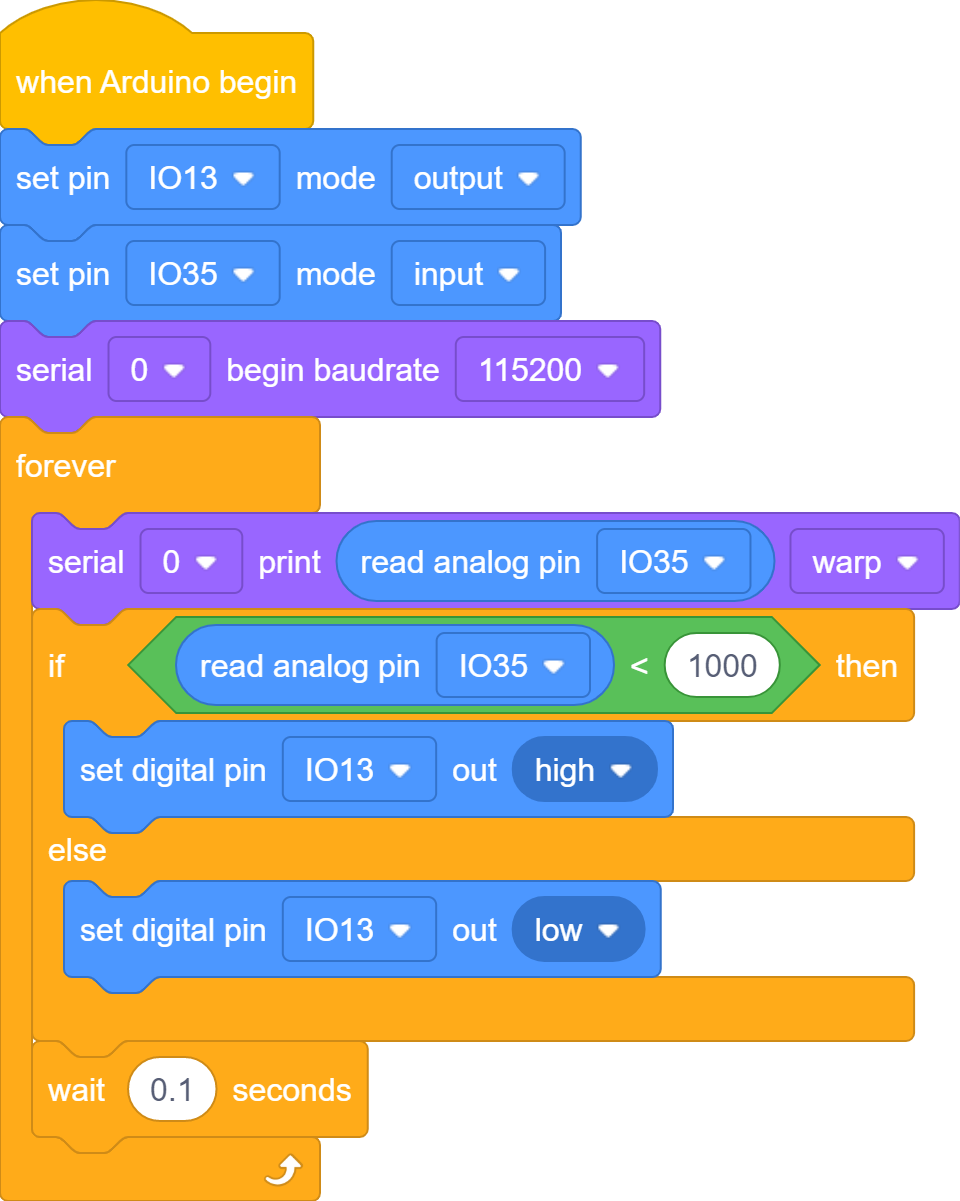 when Arduino begin
set pin IO13 mode output
set pin IO35 mode input
serial 0 begin baudrate 115200
forever
serial 0 print read analog pin IO35 warp
if read analog pin IO35 < 1000 then
set digital pin IO13 out high
else
set digital pin IO13 out low
wait 0.1 seconds